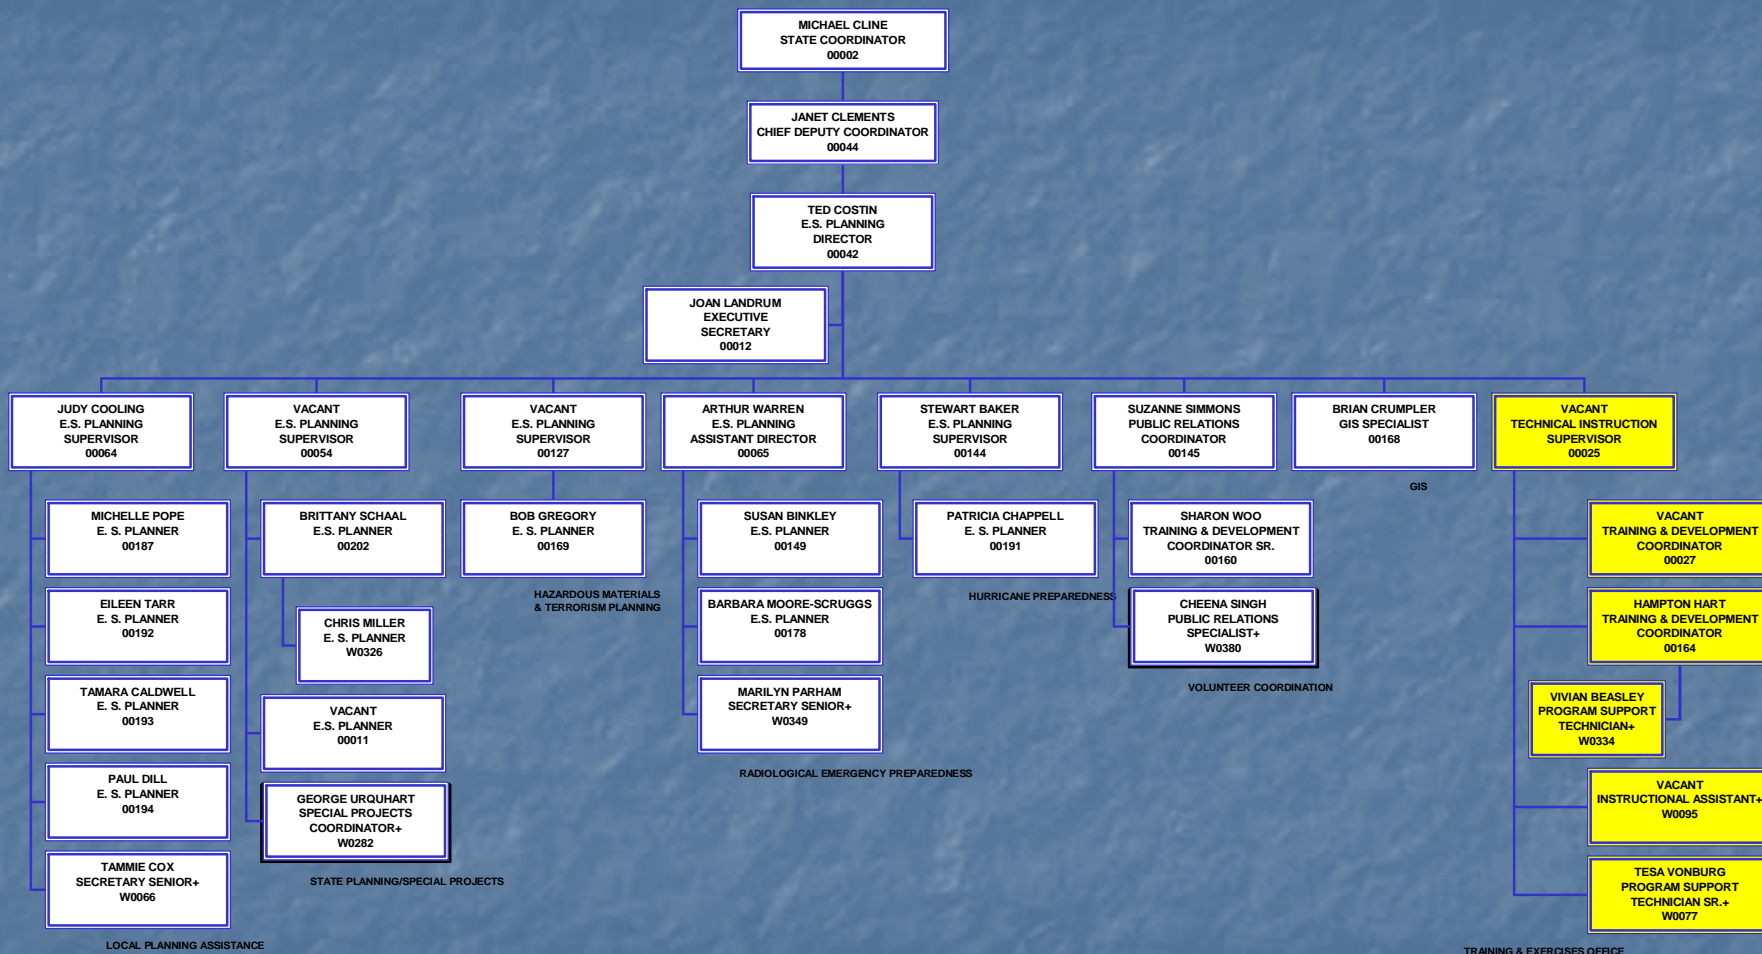 MICHAEL CLINE
STATE COORDINATOR
00002
JANET CLEMENTS
CHIEF DEPUTY COORDINATOR
00044
TED COSTIN
E.S. PLANNING
DIRECTOR
00042
JOAN LANDRUM
EXECUTIVE
SECRETARY
00012
JUDY COOLING
E.S. PLANNING
SUPERVISOR
00064
MICHELLE POPE
E. S. PLANNER
00187
EILEEN TARR
E. S. PLANNER
00192
TAMARA CALDWELL
E. S. PLANNER
00193
PAUL DILL
E. S. PLANNER
00194
TAMMIE COX
SECRETARY SENIOR+
W0066
LOCAL PLANNING ASSISTANCE
VACANT
E.S. PLANNING
SUPERVISOR
00054
BRITTANY SCHAAL
E. S. PLANNER
00202
CHRIS MILLER
E. S. PLANNER
W0326
VACANT
E.S. PLANNER
00011
GEORGE URQUHART
SPECIAL PROJECTS
COORDINATOR+
W0282
STATE PLANNING/SPECIAL PROJECTS
VACANT
E.S. PLANNING
SUPERVISOR
00127
BOB GREGORY
E. S. PLANNER
00169
HAZARDOUS MATERIALS
& TERRORISM PLANNING
ARTHUR WARREN
E.S. PLANNING
ASSISTANT DIRECTOR
00065
SUSAN BINKLEY
E.S. PLANNER
00149
BARBARA MOORE-SCRUGGS
E.S. PLANNER
00178
MARILYN PARHAM
SECRETARY SENIOR+
W0349
RADIOLOGICAL EMERGENCY PREPAREDNESS
STEWART BAKER
E.S. PLANNING
SUPERVISOR
00144
PATRICIA CHAPPELL
E. S. PLANNER
00191
HURRICANE PREPAREDNESS
SUZANNE SIMMONS
PUBLIC RELATIONS
COORDINATOR
00145
SHARON WOO
TRAINING & DEVELOPMENT
COORDINATOR SR.
00160
CHEENA SINGH
PUBLIC RELATIONS
SPECIALIST+
W0380
VOLUNTEER COORDINATION
BRIAN CRUMPLER
GIS SPECIALIST
00168
GIS
VACANT
TECHNICAL INSTRUCTION
SUPERVISOR
00025
VACANT
TRAINING & DEVELOPMENT
COORDINATOR
00027
HAMPTON HART
TRAINING & DEVELOPMENT
COORDINATOR
00164
VIVIAN BEASLEY
PROGRAM SUPPORT
TECHNICIAN+
W0334
VACANT
INSTRUCTIONAL ASSISTANT+
W0095
TESA VONBURG
PROGRAM SUPPORT
TECHNICIAN SR.+
W0077
TRAINING & EXERCISES OFFICE